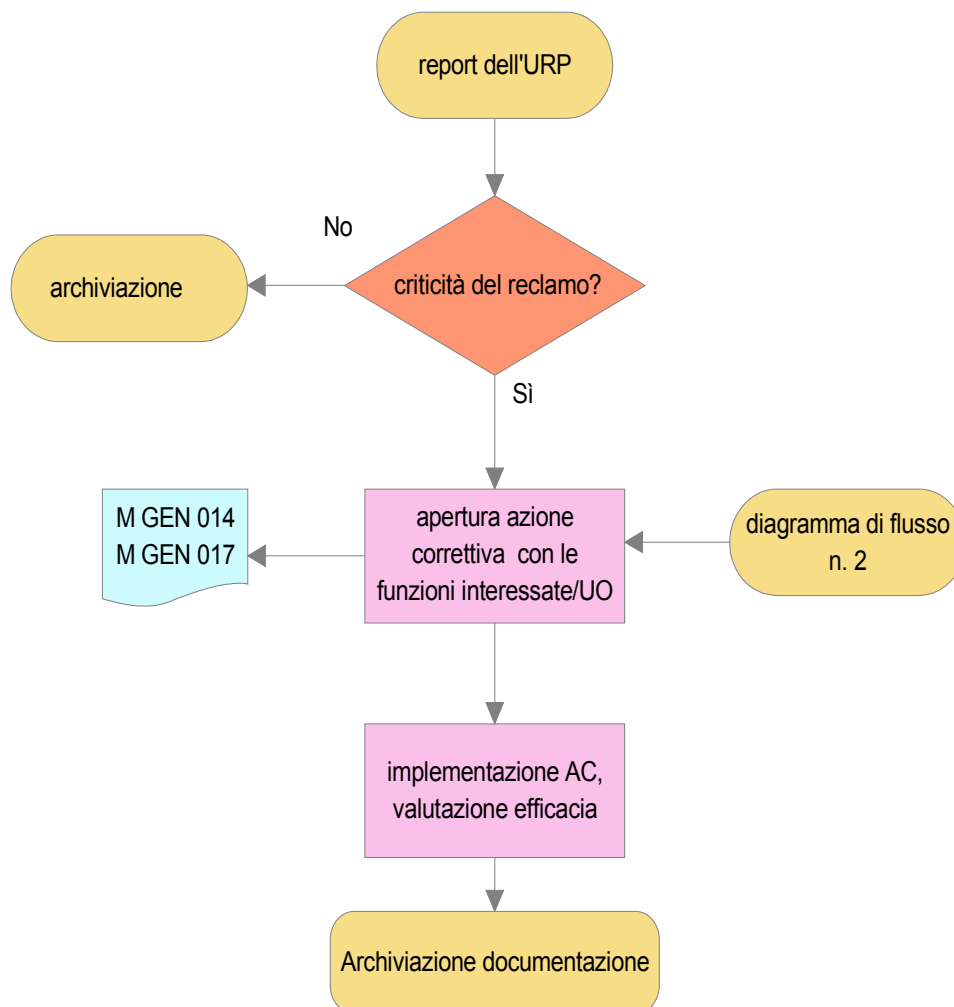 report dell'URP
No
criticità del reclamo?
archiviazione
Sì
M GEN 014
M GEN 017
apertura azione
correttiva con le
funzioni interessate/UO
diagramma di flusso
n. 2
implementazione AC,
valutazione efficacia
Archiviazione documentazione